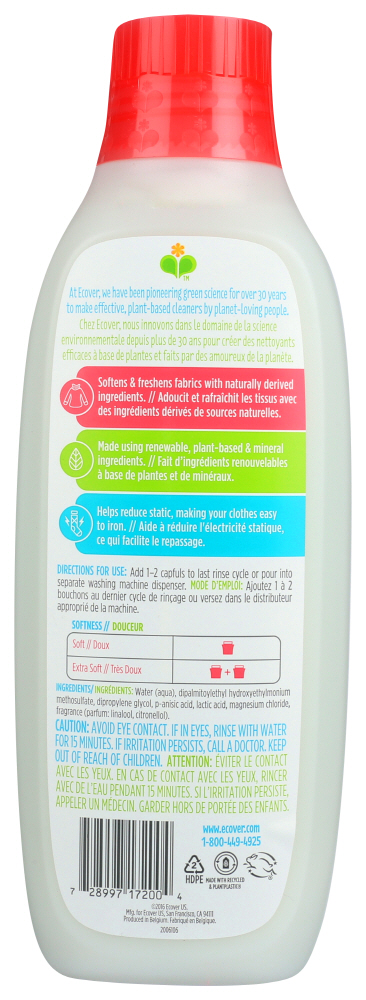 TM
At Ecover, we have been pioneering green science for over 30 years
to make effective, plant-based cleaners by planet-loving people.
Chez Ecover, nous innovons dans le domaine de la science
environnementale depuis plus de 30 ans pour créer des nettoyants
efficaces à base de plantes et faits par des amoureux de la planète.
Softens & freshens fabrics with naturally derived
ingredients. // Adoucit et rafraîchit les tissus avec
des ingrédients dérivés de sources naturelles.
Made using renewable, plant-based & mineral
ingredients. // Fait d'ingrédients renouvelables
à base de plantes et de minéraux.
Helps reduce static, making your clothes easy
to iron. // Aide à réduire l'électricité statique,
ce qui facilite le repassage.
DIRECTIONS FOR USE: Add 1–2 capfuls to last rinse cycle or pour into
separate washing machine dispenser. MODE D'EMPLOI: Ajoutez 1 à 2
bouchons au dernier cycle de rinçage ou versez dans le distributeur
approprié de la machine.
SOFTNESS // DOUCEUR
Soft // Doux
Extra Soft // Très Doux
+
INGREDIENTS/ INGRÉDIENTS: Water (aqua), dipalmitoylethyl hydroxyethylmonium
methosulfate, dipropylene glycol, p-anisic acid, lactic acid, magnesium chloride,
fragrance (parfum: linalool, citronellol).
CAUTION: AVOID EYE CONTACT. IF IN EYES, RINSE WITH WATER
FOR 15 MINUTES. IF IRRITATION PERSISTS, CALL A DOCTOR. KEEP
OUT OF REACH OF CHILDREN. ATTENTION: ÉVITER LE CONTACT
AVEC LES YEUX. EN CAS DE CONTACT AVEC LES YEUX, RINCER
AVEC DE L'EAU PENDANT 15 MINUTES. SI L'IRRITATION PERSISTE,
APPELER UN MÉDECIN. GARDER HORS DE PORTÉE DES ENFANTS.
www.ecover.com
1-800-449-4925
2
HDPE
MADE WITH RECYCLED
& PLANTPLASTIC®
7 28997 17200 4
©2016 Ecover US.
Mfg. for Ecover US, San Francisco, CA 94111
Produced in Belgium. Fabriqué en Belgique.
2006106